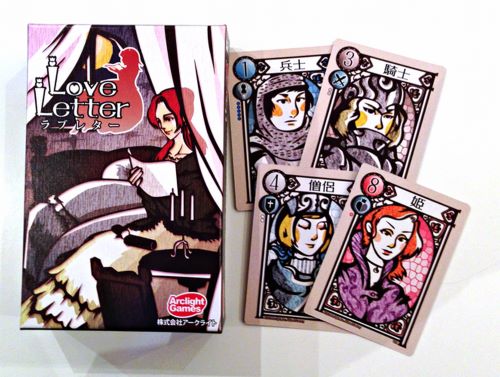 Love
Letter
ラブレター
Arclight
Games
株式会社アークライト
1
兵士
3
騎士
4
僧侶
8
姫